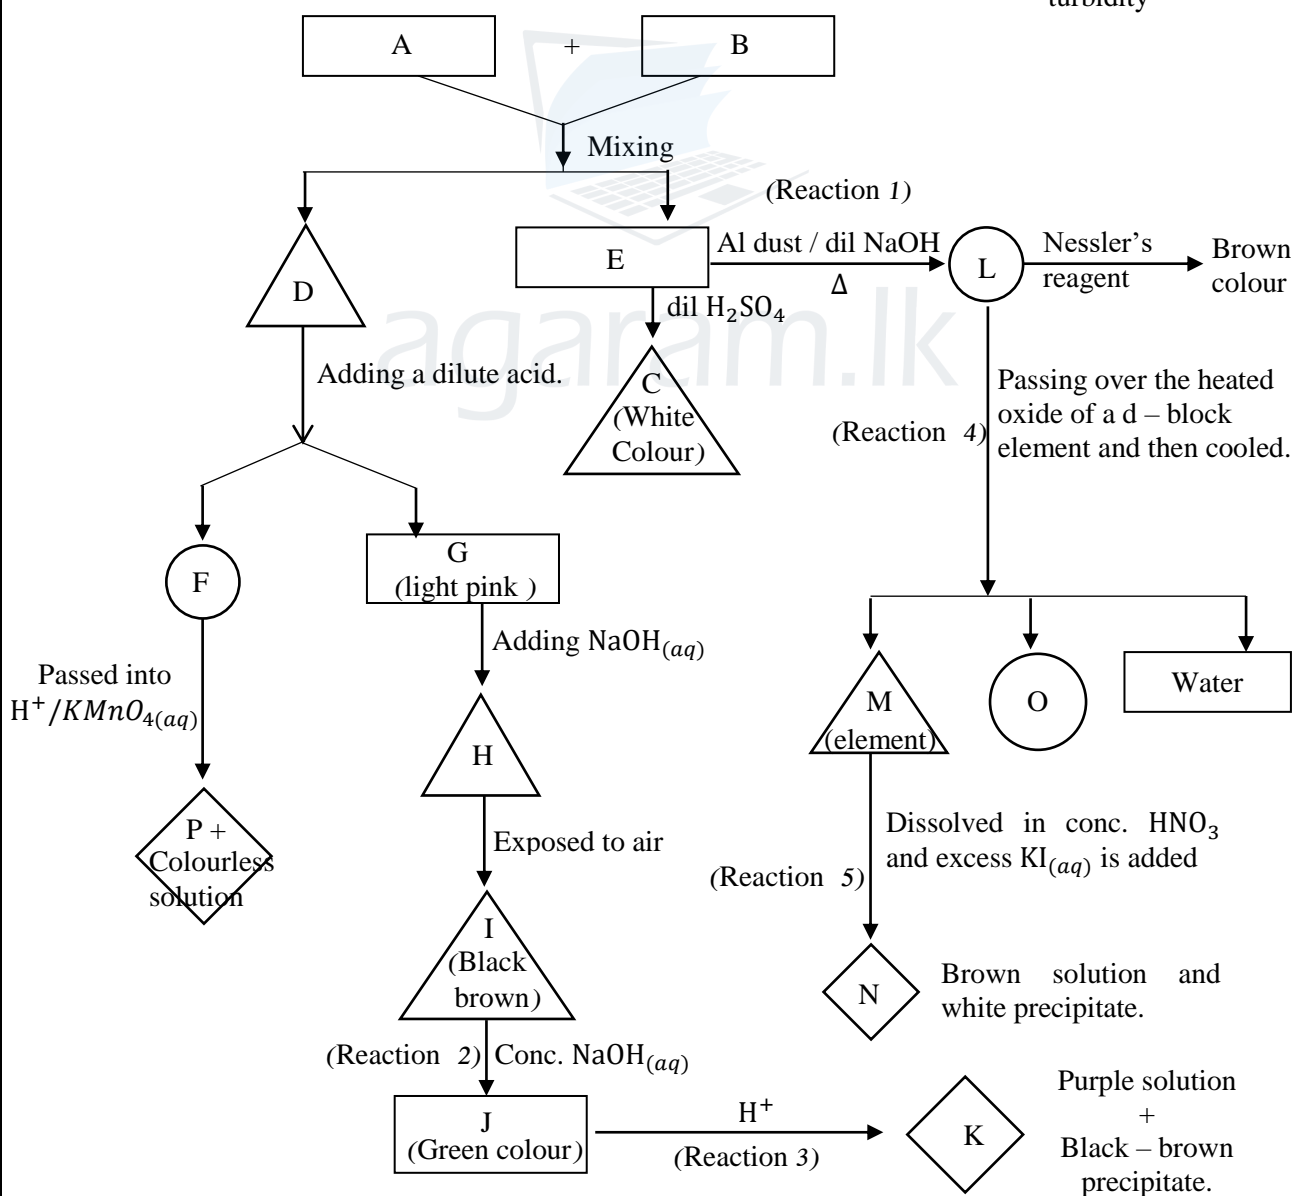 turbidity
A + B
Mixing
(Reaction 1)
D
E
Al dust / dil NaOH
Δ
L
Nessler's
reagent
Brown
colour
dil H₂SO₄
agaram.lk
Adding a dilute acid.
C
(White
Colour)
(Reaction 4)
Passing over the heated
oxide of a d – block
element and then cooled.
F
G
(light pink )
Adding NaOH(aq)
Passed into
H⁺/KMnO₄(aq)
H
M
(element)
O
Water
P +
Colourless
solution
Exposed to air
Dissolved in conc. HNO₃
and excess KI(aq) is added
(Reaction 5)
I
(Black
brown)
N
Brown solution and
white precipitate.
(Reaction 2)
Conc. NaOH(aq)
J
(Green colour)
H⁺
(Reaction 3)
K
Purple solution
+
Black – brown
precipitate.